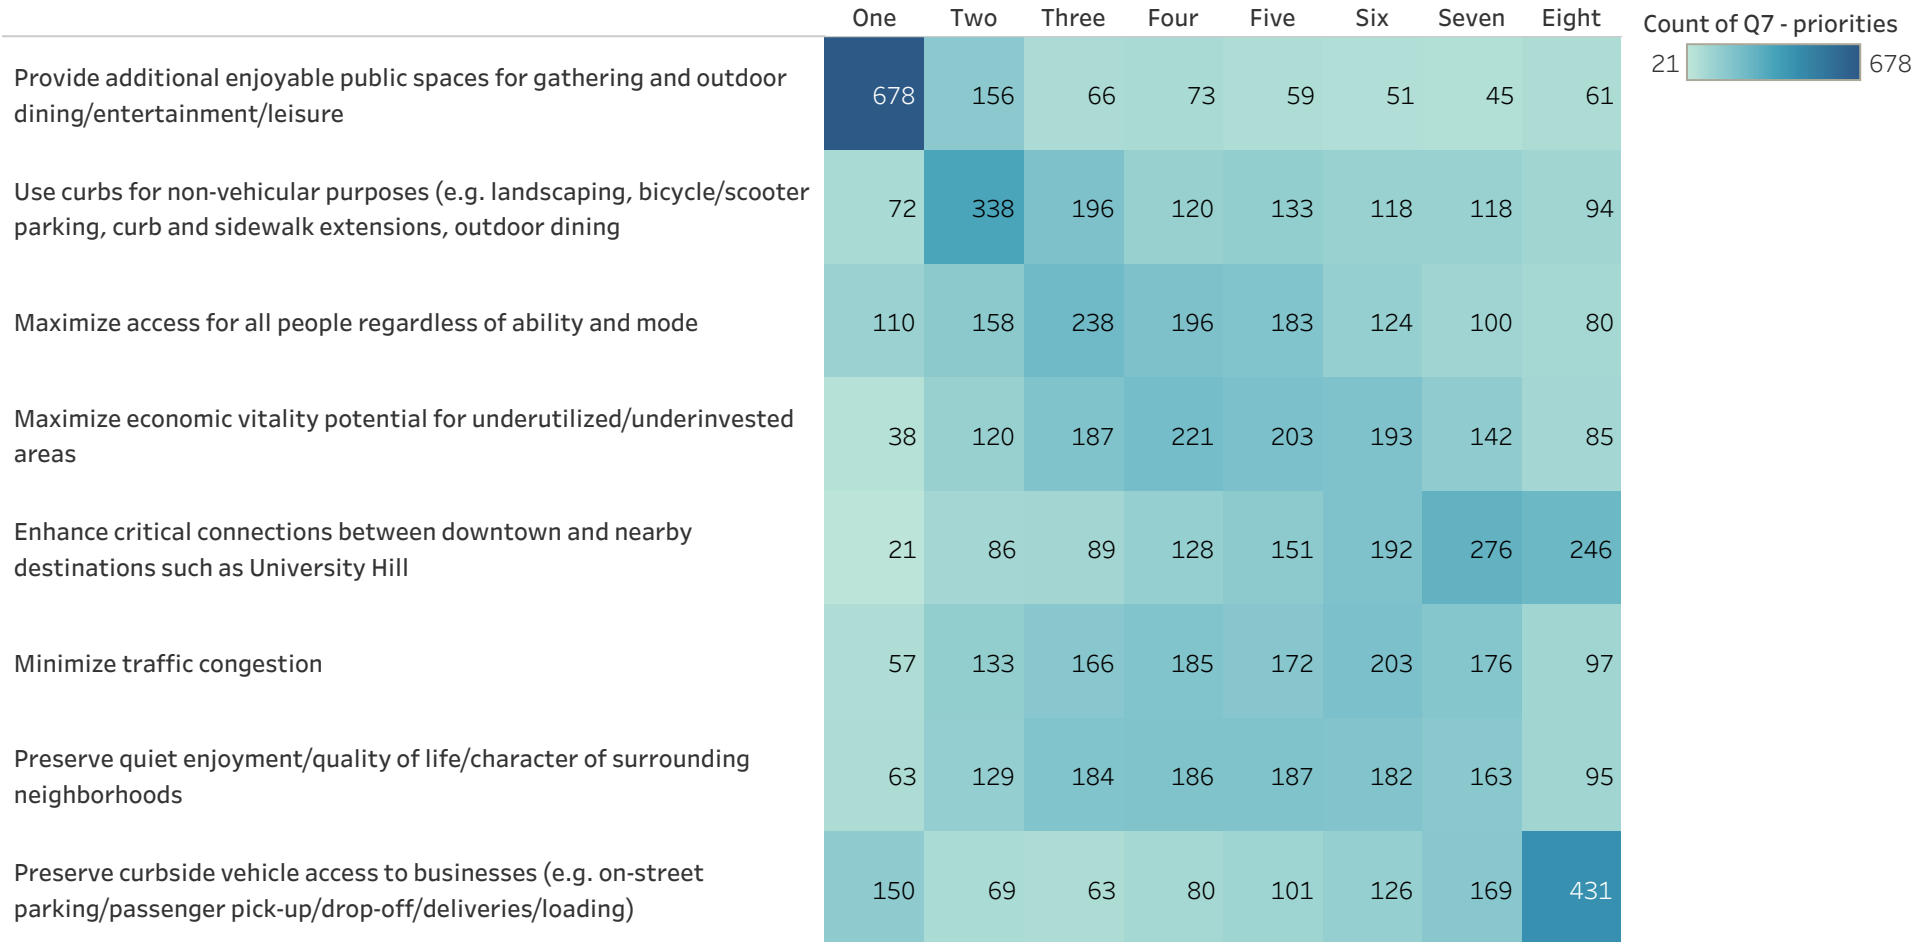 One Two Three Four Five Six Seven Eight
Count of Q7 - priorities
21 678
Provide additional enjoyable public spaces for gathering and outdoor
dining/entertainment/leisure
678 156 66 73 59 51 45 61
Use curbs for non-vehicular purposes (e.g. landscaping, bicycle/scooter
parking, curb and sidewalk extensions, outdoor dining
72 338 196 120 133 118 118 94
Maximize access for all people regardless of ability and mode
110 158 238 196 183 124 100 80
Maximize economic vitality potential for underutilized/underinvested
areas
38 120 187 221 203 193 142 85
Enhance critical connections between downtown and nearby
destinations such as University Hill
21 86 89 128 151 192 276 246
Minimize traffic congestion
57 133 166 185 172 203 176 97
Preserve quiet enjoyment/quality of life/character of surrounding
neighborhoods
63 129 184 186 187 182 163 95
Preserve curbside vehicle access to businesses (e.g. on-street
parking/passenger pick-up/drop-off/deliveries/loading)
150 69 63 80 101 126 169 431